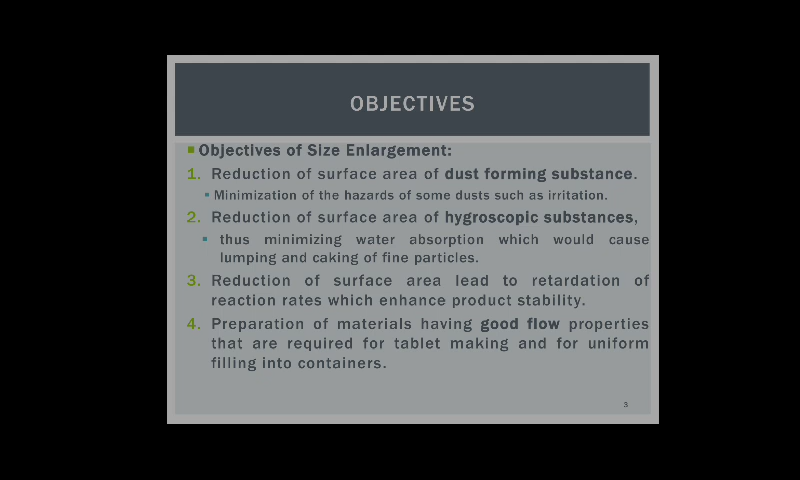 OBJECTIVES
Objectives of Size Enlargement:
1. Reduction of surface area of dust forming substance.
Minimization of the hazards of some dusts such as irritation.
2. Reduction of surface area of hygroscopic substances,
thus minimizing water absorption which would cause
lumping and caking of fine particles.
3. Reduction of surface area lead to retardation of
reaction rates which enhance product stability.
4. Preparation of materials having good flow properties
that are required for tablet making and for uniform
filling into containers.
3